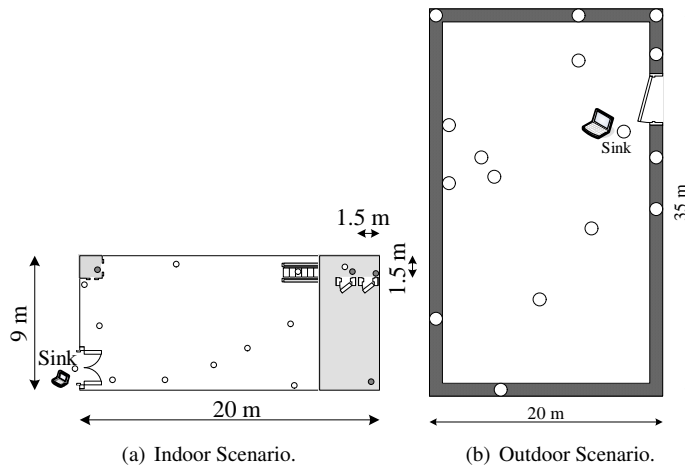 Sink
35 m
1.5 m
1.5 m
9 m
Sink
20 m
20 m
(a) Indoor Scenario.
(b) Outdoor Scenario.